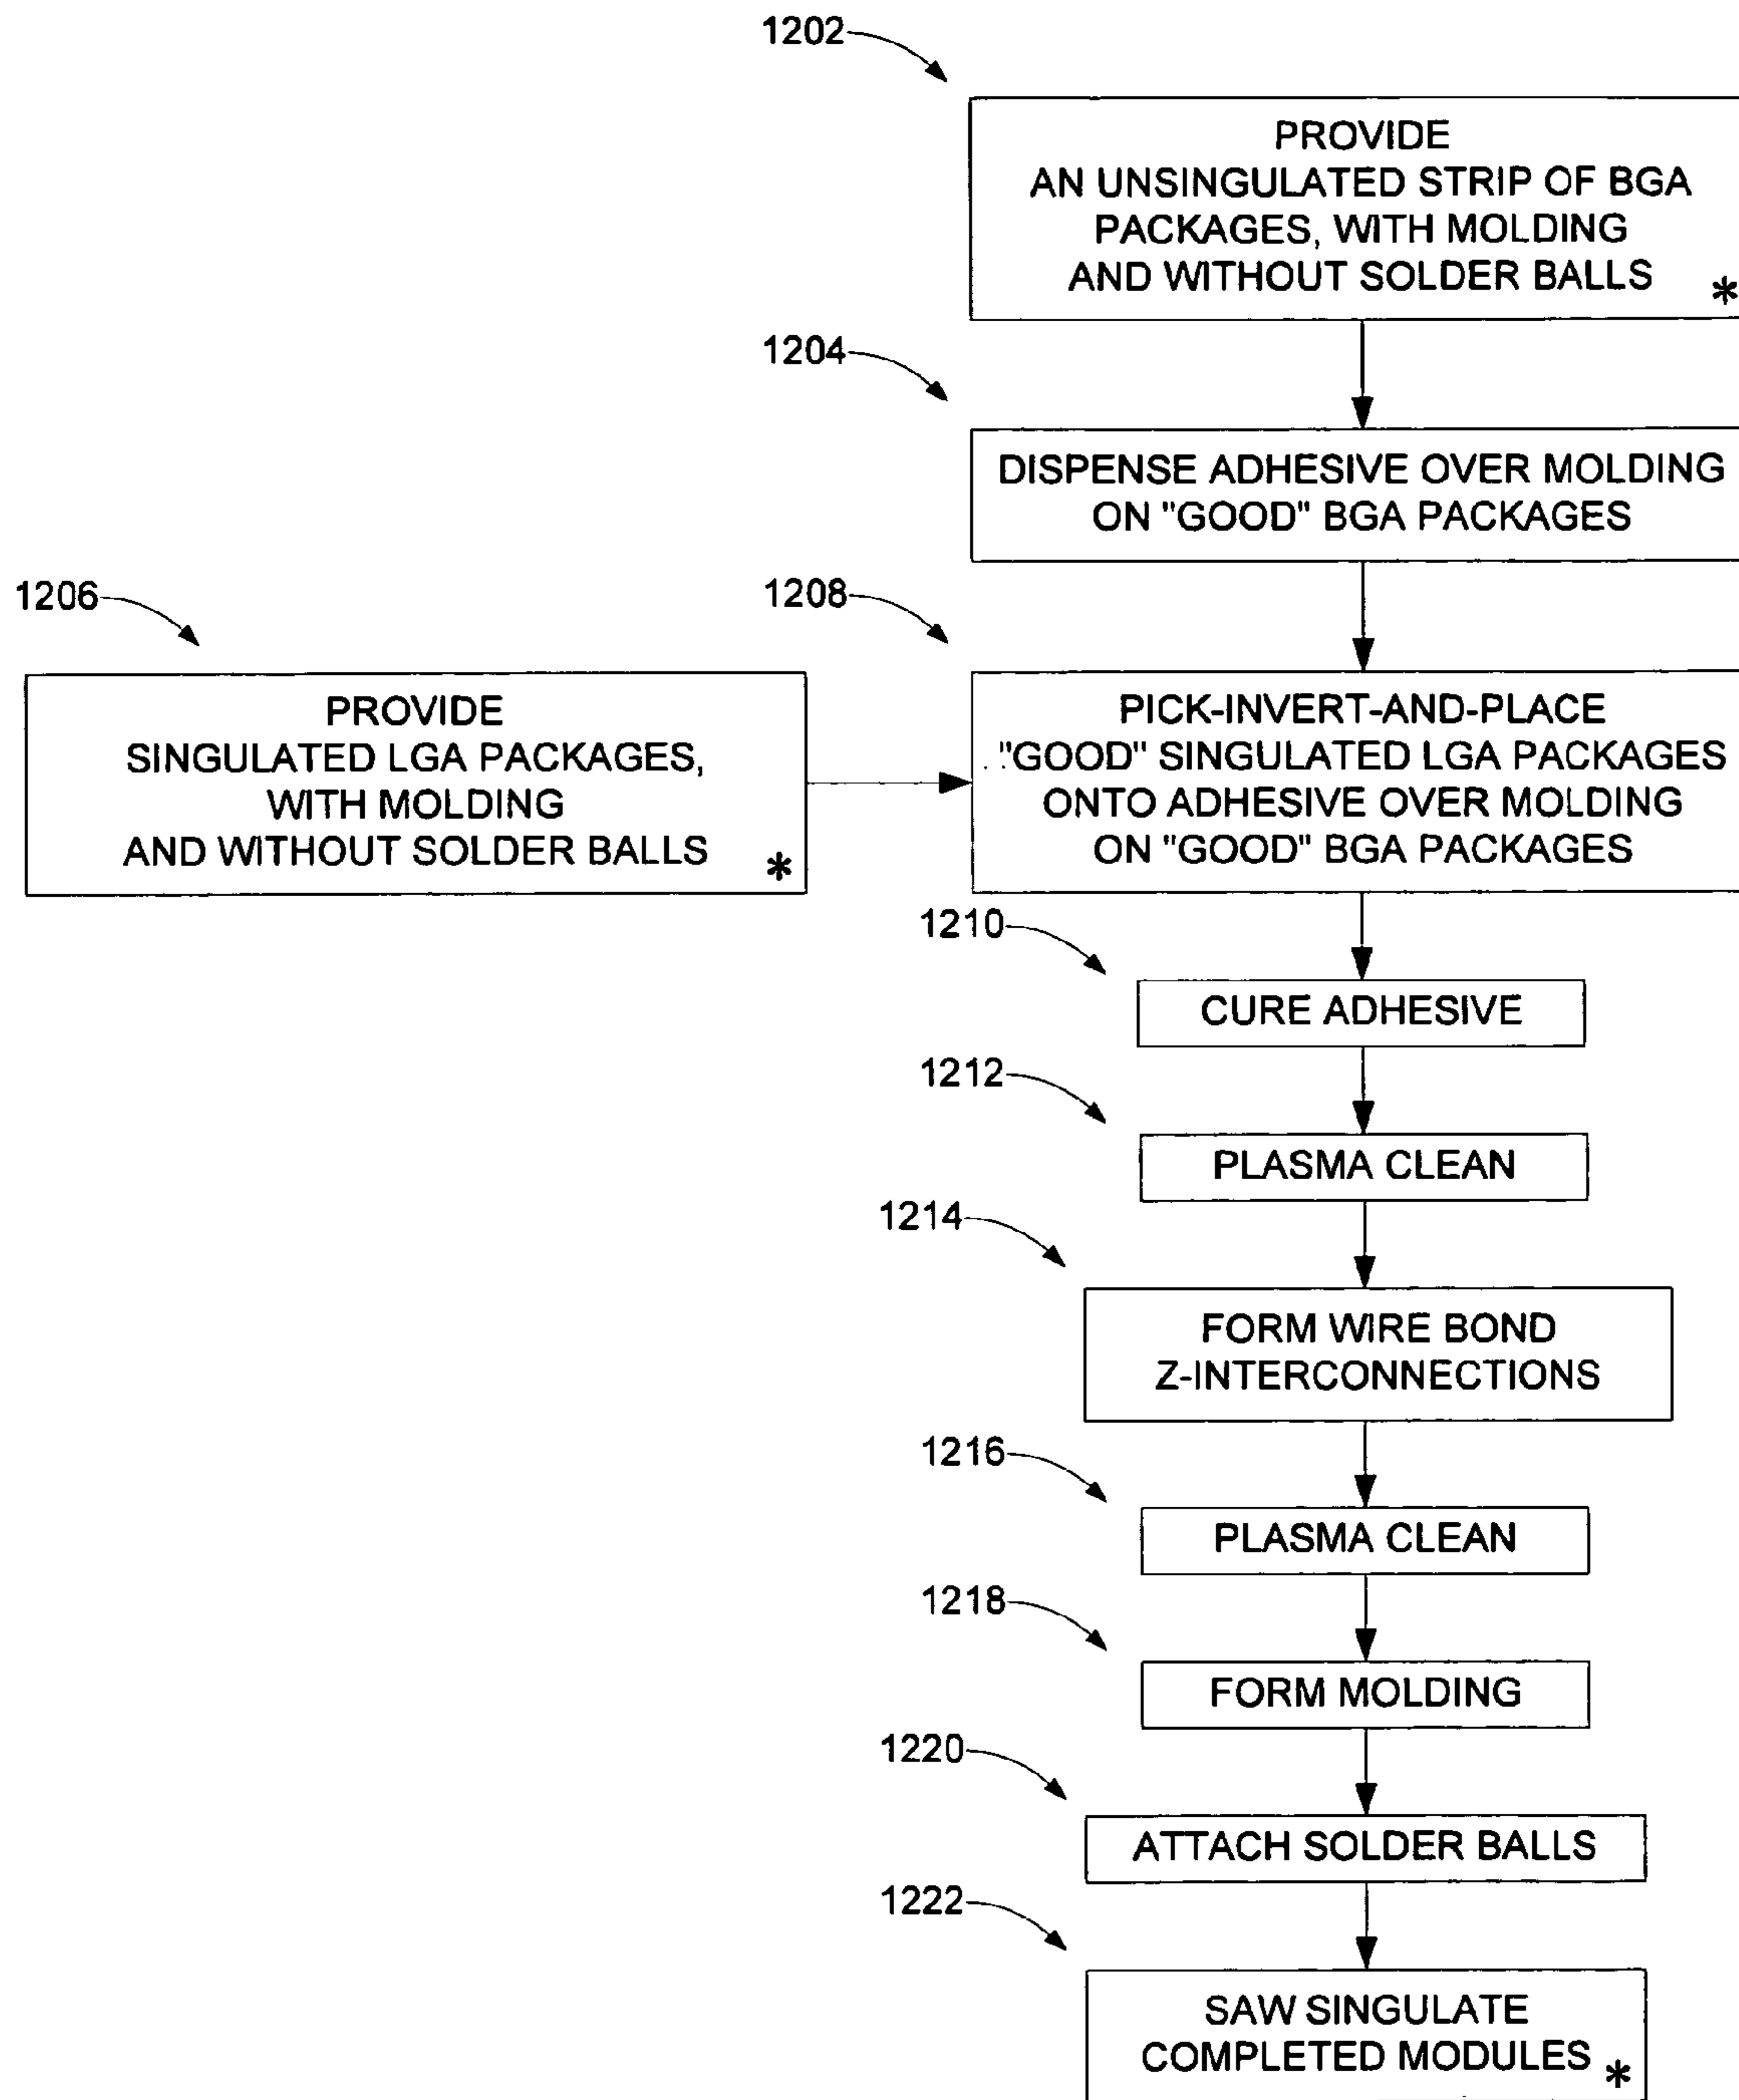 1202
PROVIDE
AN UNSINGULATED STRIP OF BGA
PACKAGES, WITH MOLDING
AND WITHOUT SOLDER BALLS *
1204
DISPENSE ADHESIVE OVER MOLDING
ON "GOOD" BGA PACKAGES
1206
PROVIDE
SINGULATED LGA PACKAGES,
WITH MOLDING
AND WITHOUT SOLDER BALLS *
1208
PICK-INVERT-AND-PLACE
"GOOD" SINGULATED LGA PACKAGES
ONTO ADHESIVE OVER MOLDING
ON "GOOD" BGA PACKAGES
1210
CURE ADHESIVE
1212
PLASMA CLEAN
1214
FORM WIRE BOND
Z-INTERCONNECTIONS
1216
PLASMA CLEAN
1218
FORM MOLDING
1220
ATTACH SOLDER BALLS
1222
SAW SINGULATE
COMPLETED MODULES *